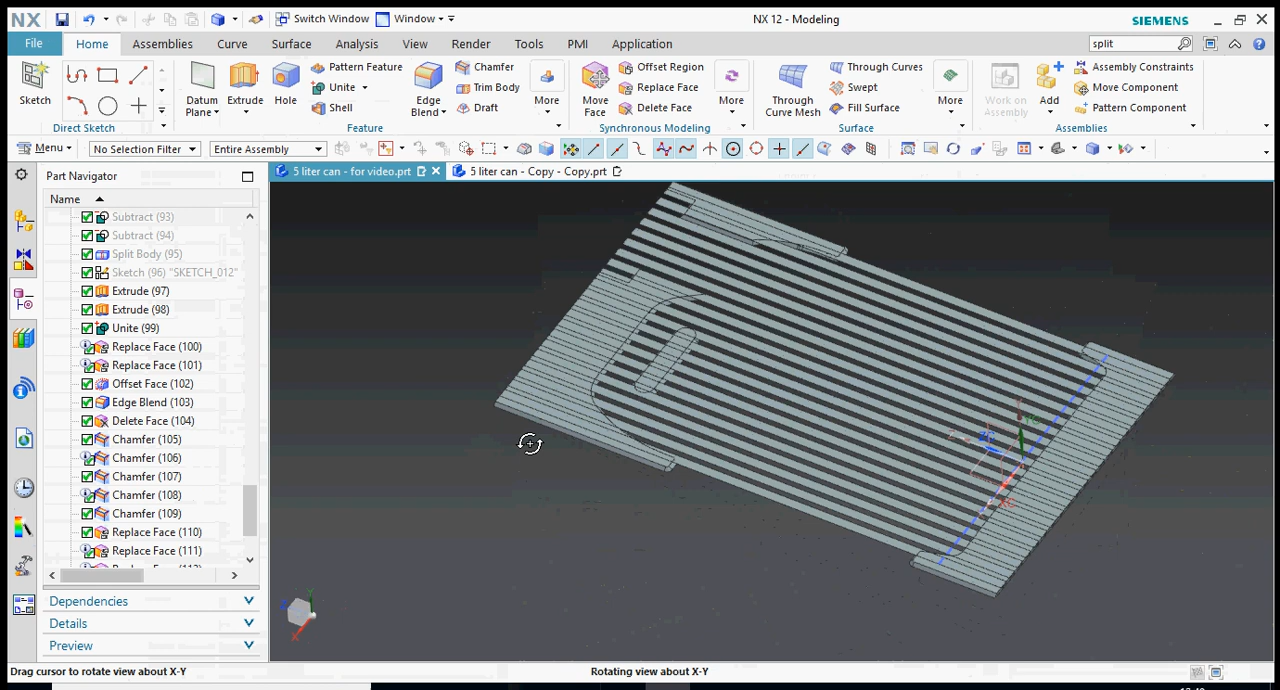 NX
Switch Window
Window
NX 12 - Modeling
SIEMENS
File
Home
Assemblies
Curve
Surface
Analysis
View
Render
Tools
PMI
Application
split
Sketch
Direct Sketch
Datum Plane
Extrude
Hole
Pattern Feature
Unite
Shell
Edge Blend
Chamfer
Trim Body
Draft
More
Feature
Move Face
Offset Region
Replace Face
Delete Face
More
Synchronous Modeling
Through Curve Mesh
Through Curves
Swept
Fill Surface
More
Surface
Work on Assembly
Add
Assembly Constraints
Move Component
Pattern Component
Assemblies
Menu
No Selection Filter
Entire Assembly
Part Navigator
5 liter can - for video.prt
5 liter can - Copy - Copy.prt
Name
Subtract (93)
Subtract (94)
Split Body (95)
Sketch (96) "SKETCH_012"
Extrude (97)
Extrude (98)
Unite (99)
Replace Face (100)
Replace Face (101)
Offset Face (102)
Edge Blend (103)
Delete Face (104)
Chamfer (105)
Chamfer (106)
Chamfer (107)
Chamfer (108)
Chamfer (109)
Replace Face (110)
Replace Face (111)
Dependencies
Details
Preview
Drag cursor to rotate view about X-Y
Rotating view about X-Y